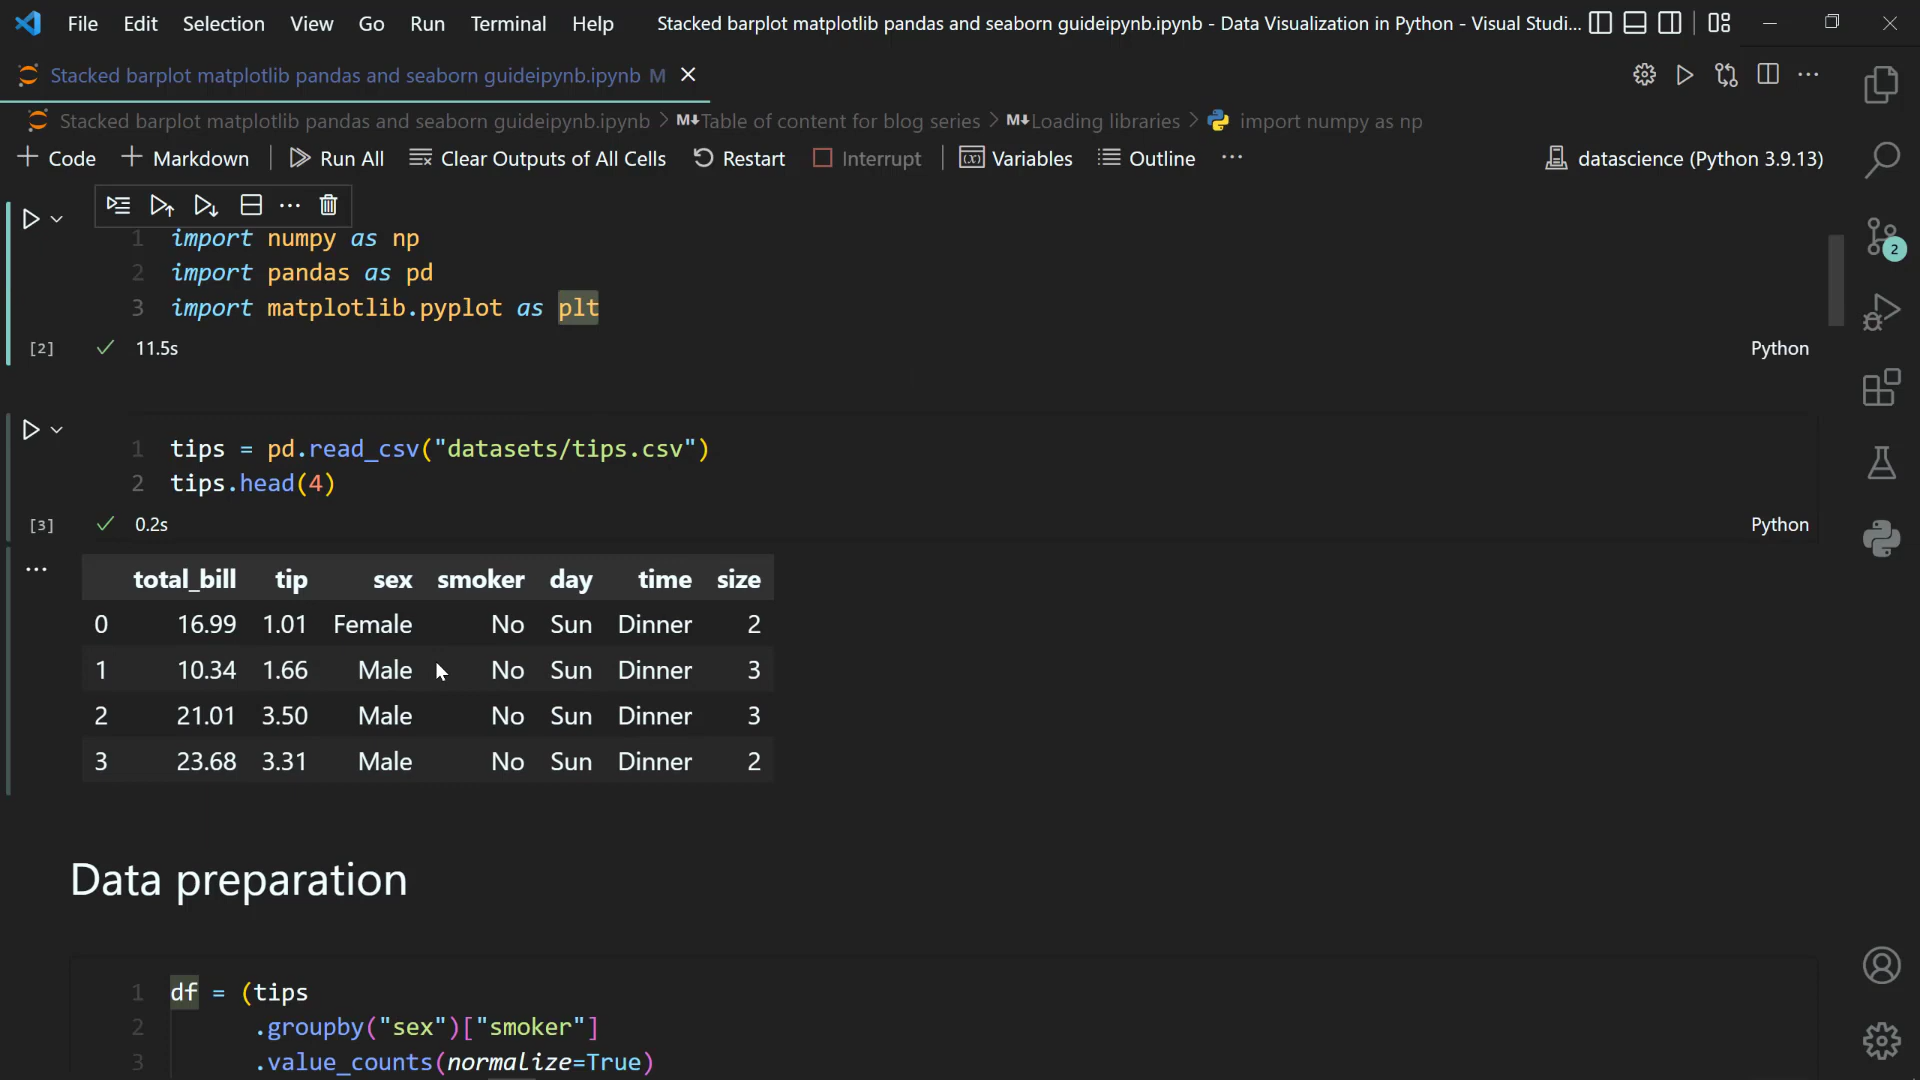 File Edit Selection View Go Run Terminal Help Stacked barplot matplotlib pandas and seaborn guideipynb.ipynb - Data Visualization in Python - Visual Studi...
Stacked barplot matplotlib pandas and seaborn guideipynb.ipynb M
Stacked barplot matplotlib pandas and seaborn guideipynb.ipynb > M↓Table of content for blog series > M↓Loading libraries > import numpy as np
+ Code + Markdown Run All Clear Outputs of All Cells Restart Interrupt (x) Variables Outline ... datascience (Python 3.9.13)
1 import numpy as np
2 import pandas as pd
3 import matplotlib.pyplot as plt
[2] ✓ 11.5s Python
1 tips = pd.read_csv("datasets/tips.csv")
2 tips.head(4)
[3] ✓ 0.2s Python
total_bill tip sex smoker day time size
0 16.99 1.01 Female No Sun Dinner 2
1 10.34 1.66 Male No Sun Dinner 3
2 21.01 3.50 Male No Sun Dinner 3
3 23.68 3.31 Male No Sun Dinner 2
Data preparation
1 df = (tips
2 .groupby("sex")["smoker"]
3 .value_counts(normalize=True)
2